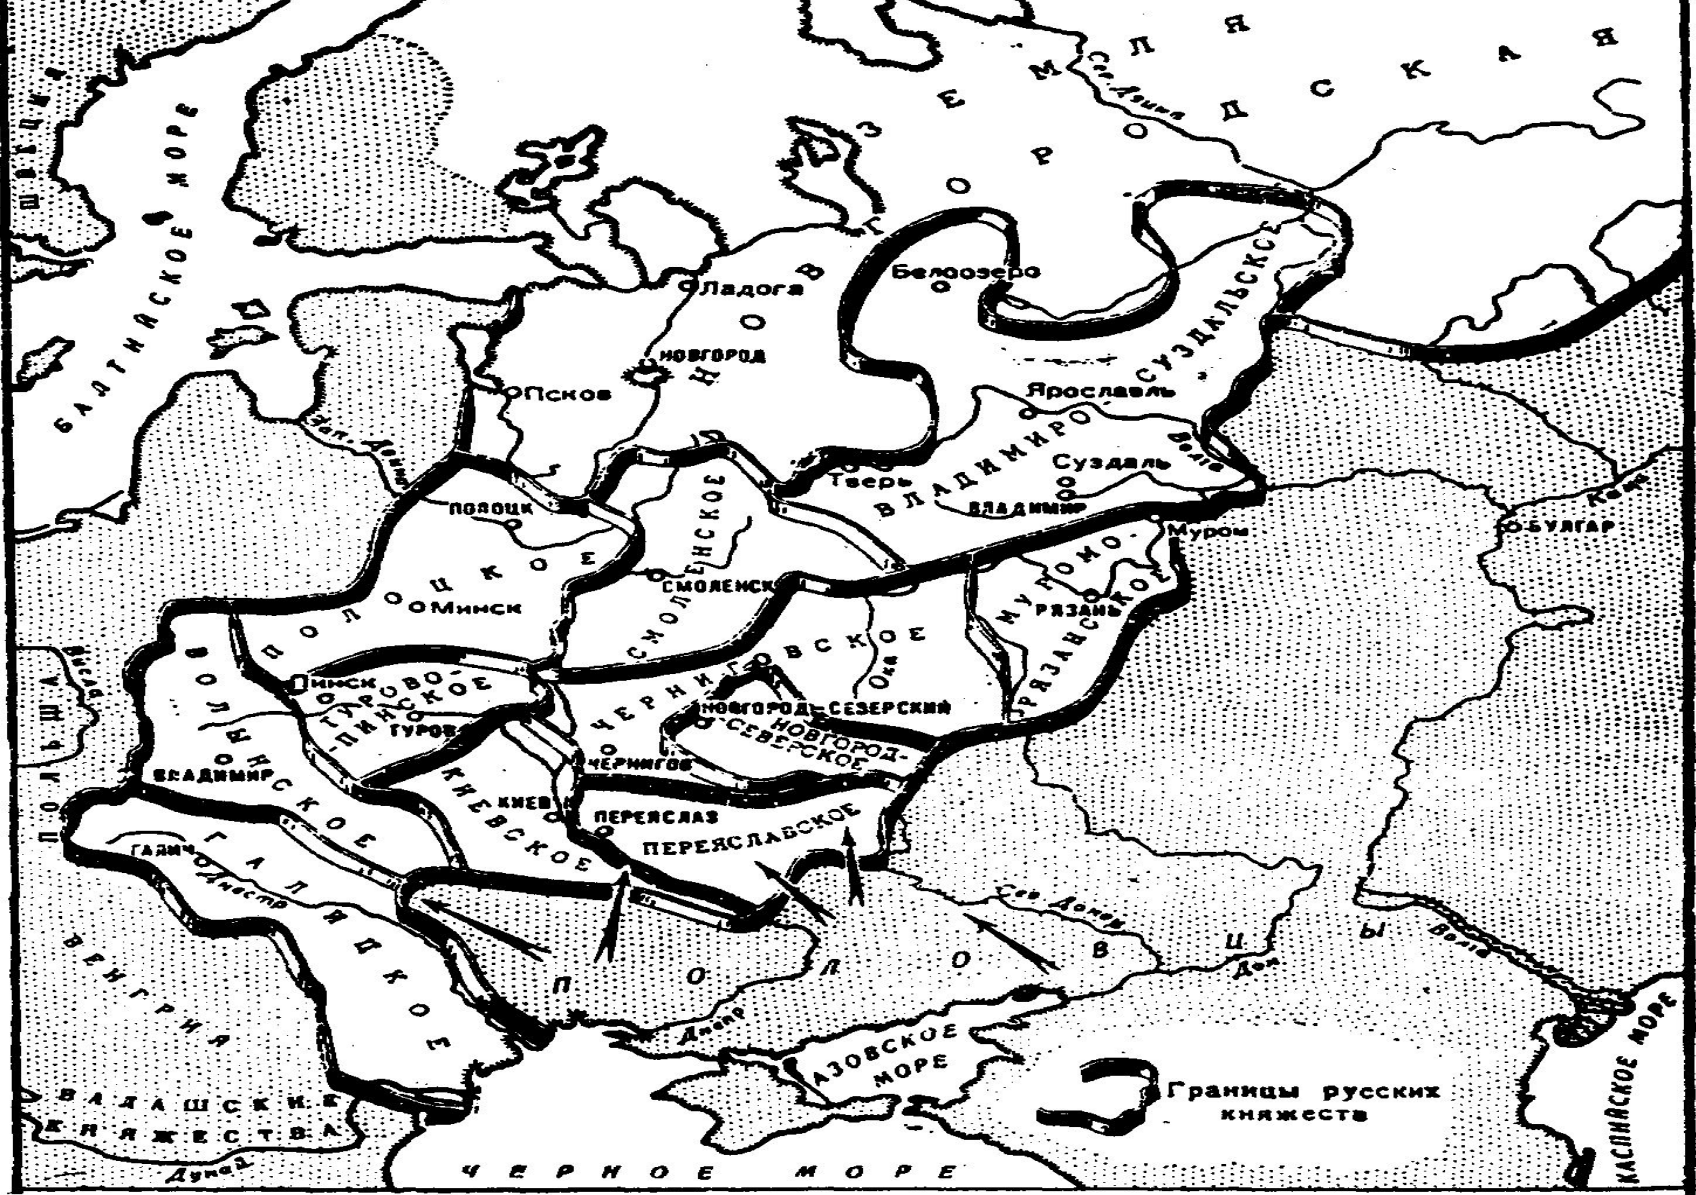 ШВЕЦИЯ
БАЛТИЙСКОЕ МОРЕ
НОВГОРОДСКАЯ ЗЕМЛЯ
Сев. Двина
Белоозеро
Ладога
НОВГОРОД
Псков
Зап. Двина
Ярославль
ВЛАДИМИРО-
СУЗДАЛЬСКОЕ
Волга
Суздаль
Тверь
ВЛАДИМИР
Муром
Кама
БУЛГАР
ПОЛОЦК
ПОЛОЦКОЕ
Минск
СМОЛЕНСК
СМОЛЕНСКОЕ
МУРОМО-
РЯЗАНСКОЕ
РЯЗАНЬ
Висла
ПОЛЬША
Пинск
ТУРОВО-
ПИНСКОЕ
ТУРОВ
ЧЕРНИГОВСКОЕ
Ока
НОВГОРОД-СЕВЕРСКИЙ
НОВГОРОД-
-СЕВЕРСКОЕ
ВОЛЫНСКОЕ
ВЛАДИМИР
КИЕВСКОЕ
КИЕВ
ЧЕРНИГОВ
ПЕРЕЯСЛАВ
ПЕРЕЯСЛАВСКОЕ
ГАЛИЧ
ГАЛИЦКОЕ
Днестр
ВЕНГРИЯ
ПОЛОВЦЫ
Сев. Донец
Дон
Волга
Днепр
АЗОВСКОЕ
МОРЕ
КАСПИЙСКОЕ МОРЕ
Границы русских
княжеств
ВАЛАШСКИЕ
КНЯЖЕСТВА
Дунай
ЧЕРНОЕ МОРЕ